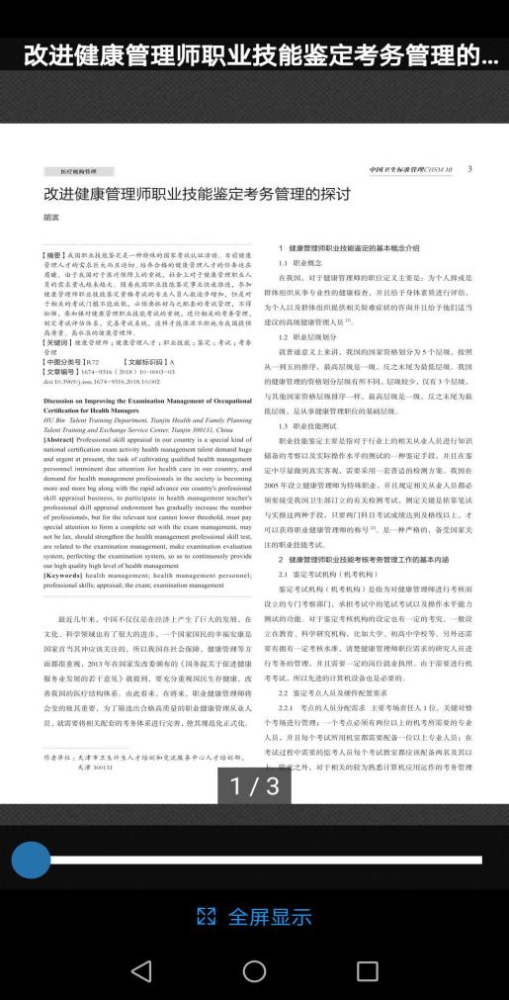 改进健康管理师职业技能鉴定考务管理的...
医疗机构管理
中国卫生标准管理CHSM 10 3
改进健康管理师职业技能鉴定考务管理的探讨
胡滨
【摘要】我国职业技能鉴定是一种特殊的国家考试认证活动。目前健康
管理人才的需求巨大而且迫切,培养合格的健康管理人才的任务迫在
眉睫。由于我国对于医疗保障上的重视,社会上对于健康管理职业人
员的需求量也越来越大。随着我国职业技能鉴定事业快速推进,参加
健康管理师职业技能鉴定资格考试的专业人员人数逐步增加,但是对
于相关的考试门槛不能放低,必须要抓好与之配套的考试管理,不得
松懈,要加强对健康管理职业技能考试的重视,进行相关的考务管理,
制定考试评估体系,完善考试系统,这样才能源源不断地为我国提供
高质量、高水准的健康管理师。
【关键词】健康管理师;健康管理人才;职业技能;鉴定;考试;考务
管理
【中图分类号】R72 【文献标识码】A
【文章编号】1674-9316（2018）10-0003-03
doi:10.3969/j.issn.1674-9316.2018.10.002
Discussion on Improving the Examination Management of Occupational
Certification for Health Managers
HU Bin Talent Training Department, Tianjin Health and Family Planning
Talent Training and Exchange Service Center, Tianjin 300131, China
[Abstract] Professional skill appraisal in our country is a special kind of
national certification exam activity health management talent demand huge
and urgent at present, the task of cultivating qualified health management
personnel imminent due attention for health care in our country, and
demand for health management professionals in the society is becoming
more and more big along with the rapid advance our country's professional
skill appraisal business, to participate in health management teacher's
professional skill appraisal endowment has gradually increase the number
of professionals, but for the relevant test cannot lower threshold, must pay
special attention to form a complete set with the exam management, may
not be lax, should strengthen the health management professional skill test,
are related to the examination management, make examination evaluation
system, perfecting the examination system, so as to continuously provide
our high quality high level of health management
[Keywords] health management; health management personnel;
professional skills; appraisal; the exam; examination management
最近几年来,中国不仅仅是在经济上产生了巨大的发展,在
文化、科学领域也有了很大的进步,一个国家国民的幸福安康是
国家首当其冲应该关注的,所以我国在社会保障、健康管理等方
面都很重视,2013 年在国家发改委颁布的《国务院关于促进健康
服务业发展的若干意见》就提到,要充分重视国民生存健康,改
善我国的医疗结构体系。由此看来,在将来,职业健康管理师将
会变的极其重要,为了筛选出合格高质量的职业健康管理从业人
员,就需要将相关配套的考务体系进行完善,使其规范化正式化。
作者单位:天津市卫生计生人才培训和交流服务中心人才培训部,
天津 300131
1 健康管理师职业技能鉴定的基本概念介绍
1.1 职业概念
在我国,对于健康管理师的职位定义主要是:为个人抑或是
群体组织从事专业性的健康检查,并且给于身体素质进行评估,
为个人以及群体组织提供相关疑难症状的咨询并且给予他们适当
建议的高级健康管理人员 [1]。
1.2 职业层级划分
就普通意义上来讲,我国的国家资格划分为 5 个层级,按照
从一到五的排序,最高层级是一级,反之末尾为最低层级。我国
的健康管理的资格划分层级有所不同,层级较少,仅有 3 个层级,
与其他国家资格层级排序一样,最高层级是一级,反之末尾为最
低层级,是从事健康管理职位的基础层级。
1.3 职业技能测试
职业技能鉴定主要是指对于行业上的相关从业人员进行知识
储备的考察以及实际操作水平的测试的一种鉴定手段,并且在鉴
定中尽量做到真实客观,需要采用一套普适的检测方案。我国在
2005 年设立健康管理师为特殊职业,并且规定相关从业人员都必
须要接受我国卫生部订立的有关检测考试,测定关键是依靠笔试
与实操这两种手段,只要两门科目考试成绩达到及格线以上,才
可以获得职业健康管理师的称号 [2]。是一种严格的,备受国家关
注的职业技能考试。
2 健康管理师职业技能考核考务管理工作的基本内涵
2.1 鉴定考试机构（机考机构）
鉴定考试机构（机考机构）是指为对健康管理师进行考核而
设立的专门考察部门,承担考试中的笔试考试以及操作水平能力
测试的功能。对于鉴定考核机构的设定也有一定的考究,一般设
立在教育、科学研究机构,比如大学、初高中学校等。另外还需
要有拥有一定考核水准,清楚健康管理师职位需求的研究人员进
行考务的管理,并且需要一定的岗位就业执照。由于需要进行机
考考试,所以先进的计算机设备也是必要的。
2.2 鉴定考点人员及硬件配置要求
2.2.1 考点的人员分配需求 主要考场责任人 1 位,关键对整
个考场进行管理;一个考点必须有两位以上的机考所需要的专业
人员,并且每个考试所用机室都需要配备一位以上专业人员;在
考试过程中需要的监考人员每个考试教室都应该配备两名及其以
上。除此之外,对于相关的较为熟悉计算机应用运作的考务管理
1 / 3
全屏显示